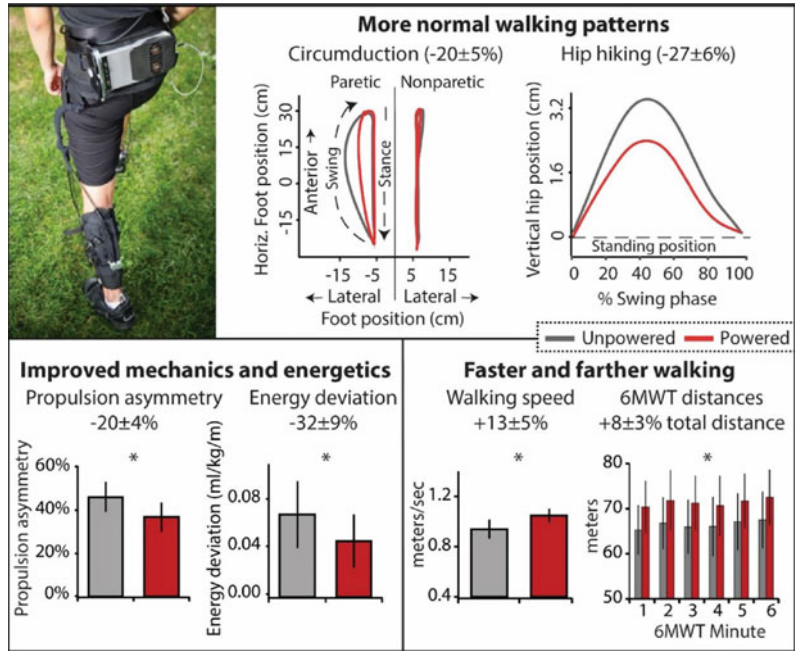 More normal walking patterns
Circumduction (-20±5%)
Paretic
Nonparetic
Horiz. Foot position (cm)
30
15
0
-15
Anterior
Swing
Stance
-15
-5
5
15
Lateral
Lateral
Foot position (cm)
Hip hiking (-27±6%)
Vertical hip position (cm)
3.2
1.6
0
Standing position
0
20
40
60
80
100
% Swing phase
Unpowered
Powered
Improved mechanics and energetics
Propulsion asymmetry
-20±4%
*
Propulsion asymmetry
60%
40%
20%
0%
Energy deviation
-32±9%
*
Energy deviation (ml/kg/m)
0.08
0.04
0.00
Faster and farther walking
Walking speed
+13±5%
*
meters/sec
1.2
0.8
0.4
6MWT distances
+8±3% total distance
*
meters
80
70
60
50
1
2
3
4
5
6
6MWT Minute